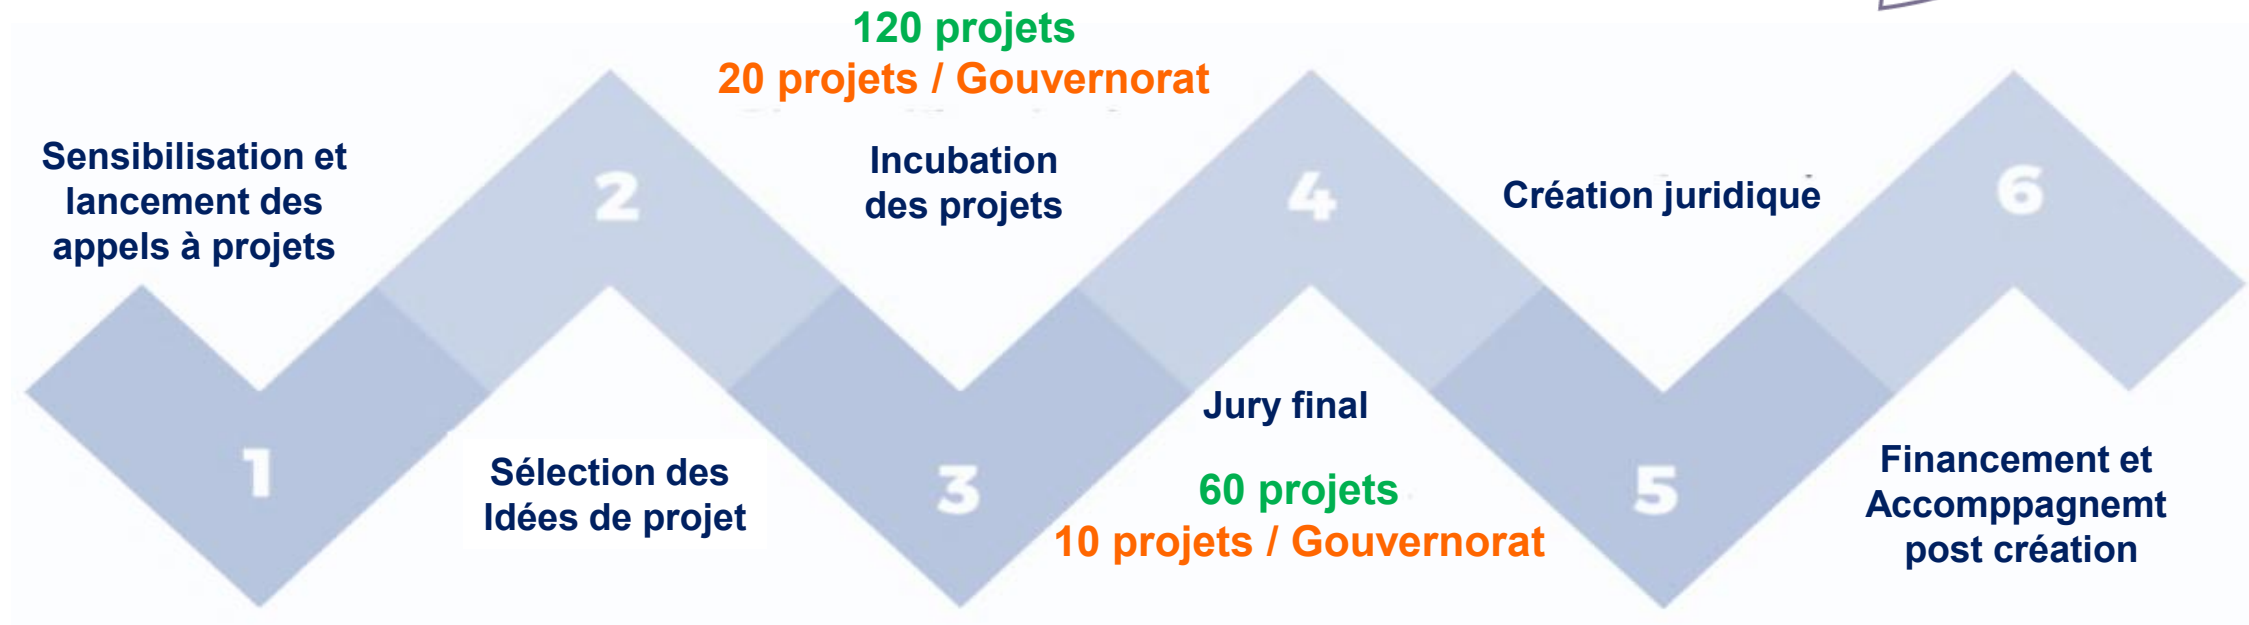 120 projets
20 projets / Gouvernorat
Sensibilisation et
lancement des
appels à projets
1
2
Sélection des
Idées de projet
Incubation
des projets
3
4
Jury final
60 projets
10 projets / Gouvernorat
Création juridique
5
6
Financement et
Accomppagnemt
post création